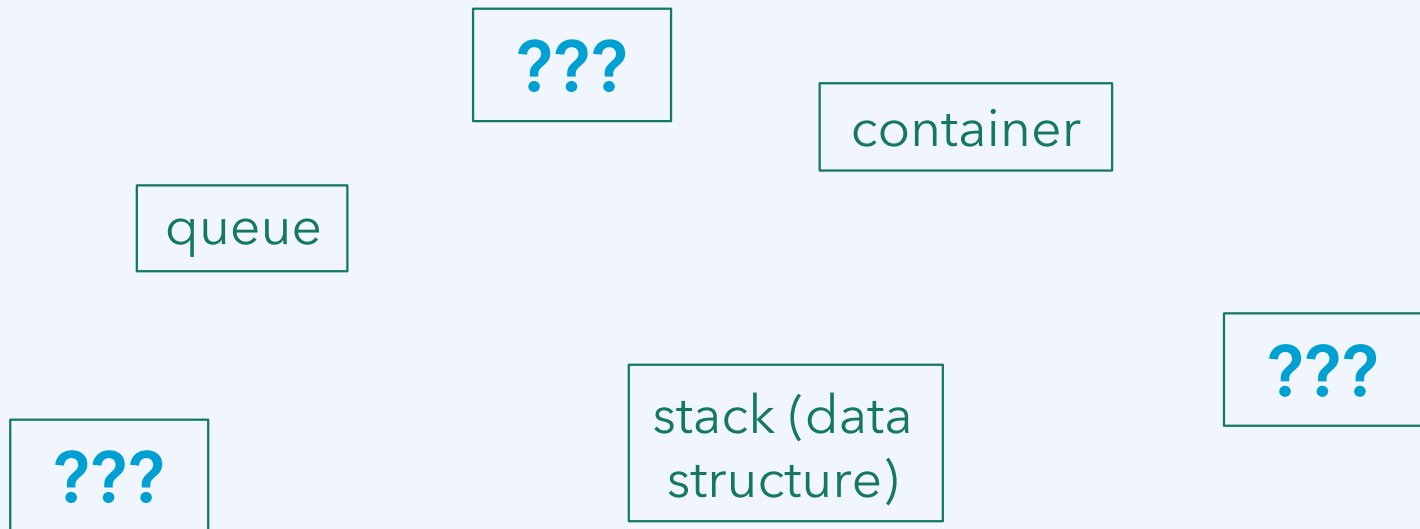 ???
container
queue
???
stack (data
structure)
???